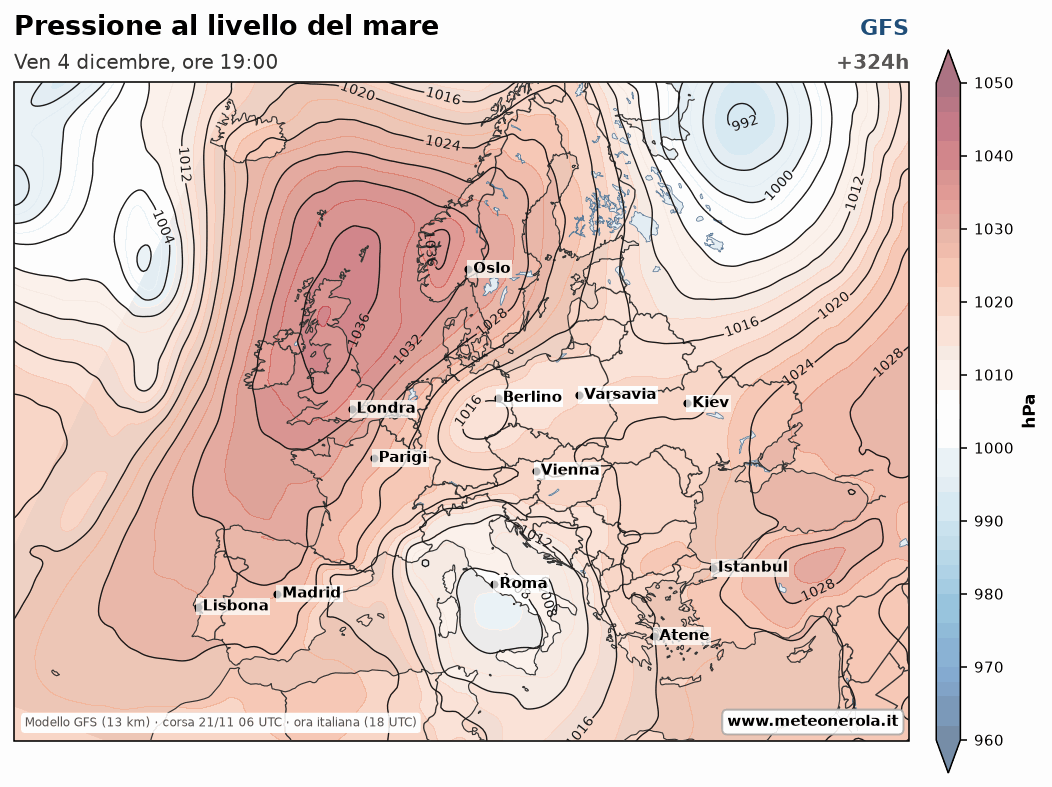 Pressione al livello del mare
GFS
Ven 4 dicembre, ore 19:00
+324h
1020
1016
1024
992
1012
1000
1012
1004
1036
Oslo
1028
1036
1032
1016
1020
1024
1028
Londra
1016
Berlino
Varsavia
Kiev
Parigi
Vienna
1012
Roma
1008
Istanbul
1028
Madrid
Lisbona
Atene
1016
Modello GFS (13 km) · corsa 21/11 06 UTC · ora italiana (18 UTC)
www.meteonerola.it
1050
1040
1030
1020
1010
1000
990
980
970
960
hPa